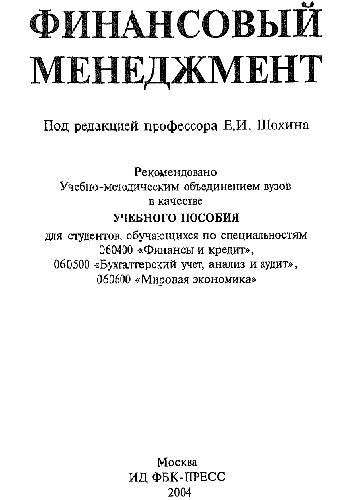 ФИНАНСОВЫЙ
МЕНЕДЖМЕНТ
Под редакцией профессора Е.И. Шохина
Рекомендовано
Учебно-методическим объединением вузов
в качестве
УЧЕБНОГО ПОСОБИЯ
для студентов, обучающихся по специальностям
060400 «Финансы и кредит»,
060500 «Бухгалтерский учет, анализ и аудит»,
060600 «Мировая экономика»
Москва
ИД ФБК-ПРЕСС
2004